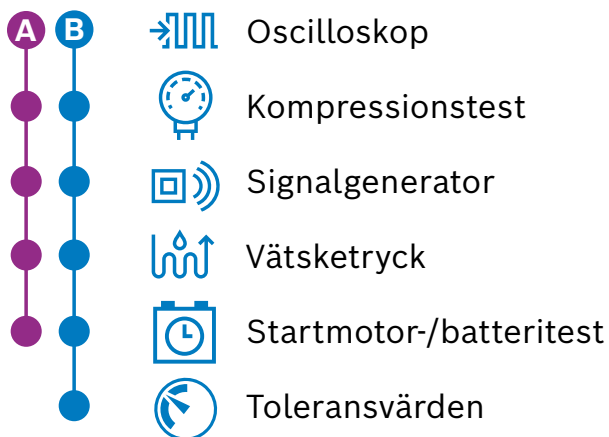 A B Oscilloskop
Kompressionstest
Signalgenerator
Vätsketryck
Startmotor-/batteritest
Toleransvärden